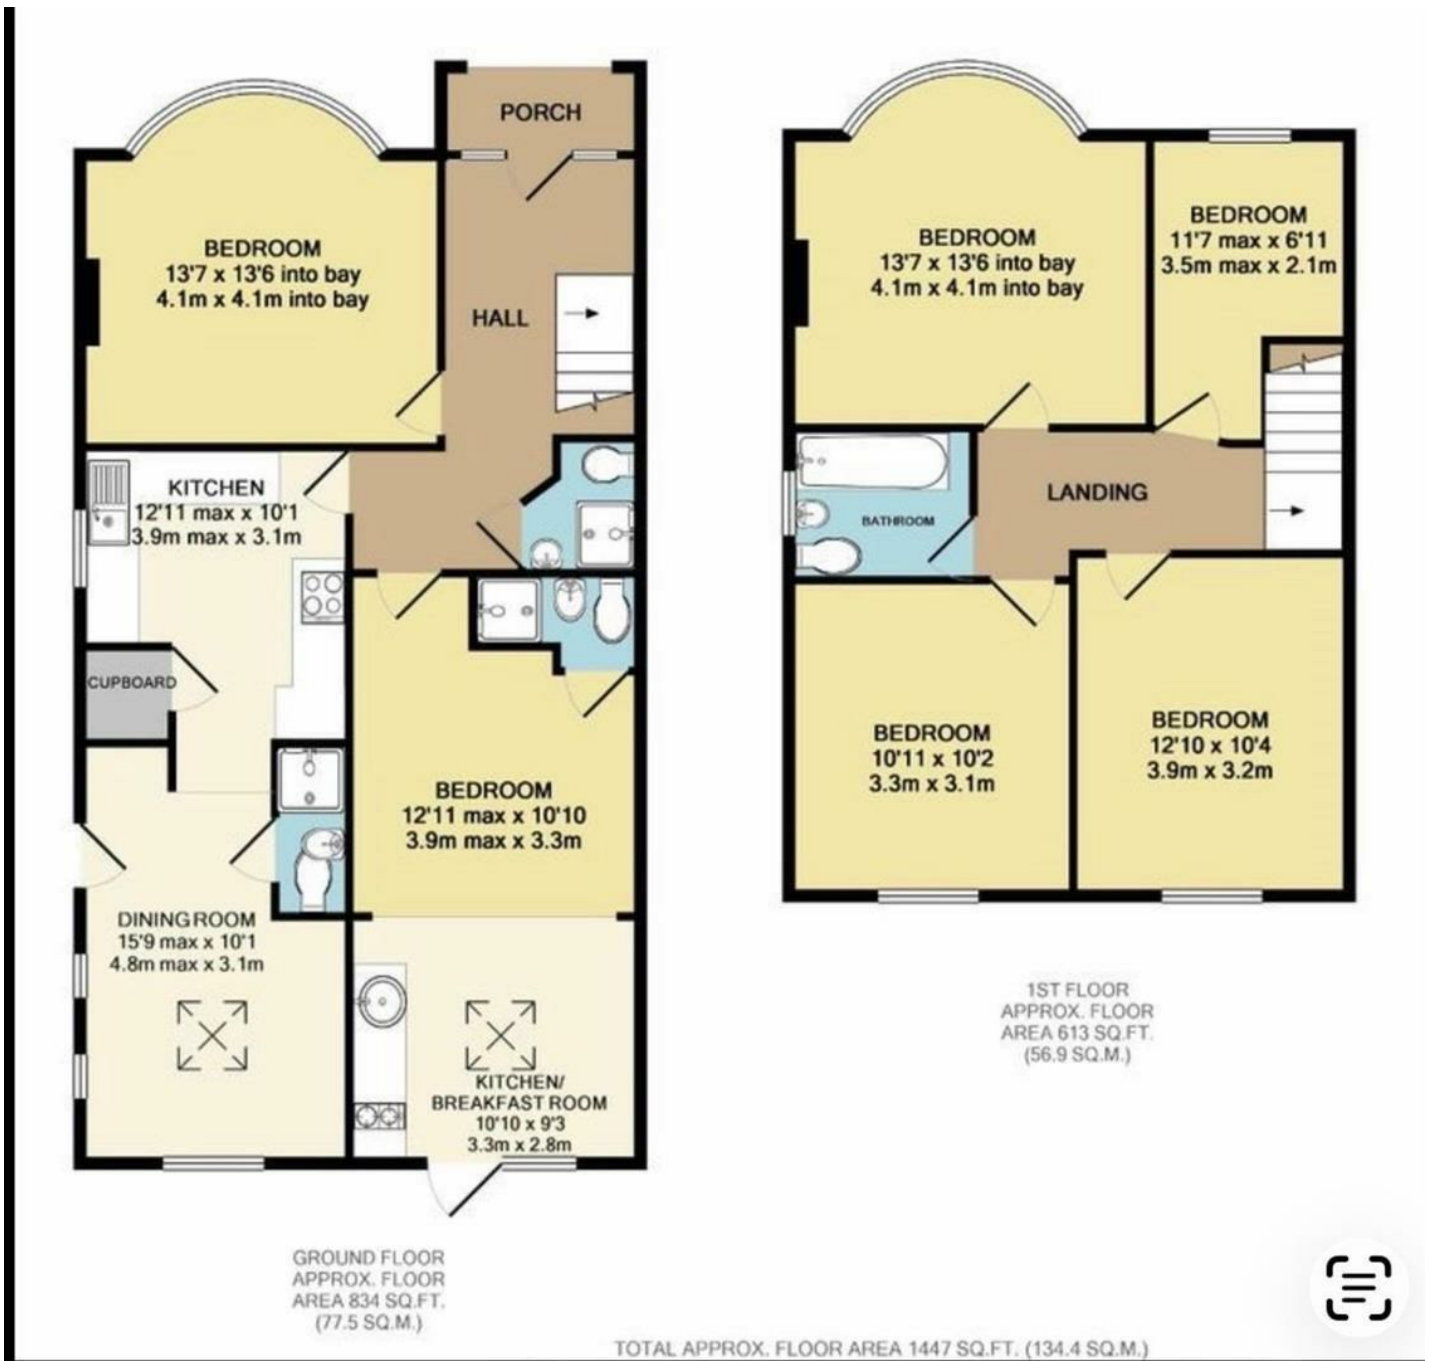 PORCH
BEDROOM
13'7 x 13'6 into bay
4.1m x 4.1m into bay
HALL
KITCHEN
12'11 max x 10'1
3.9m max x 3.1m
CUPBOARD
BEDROOM
12'11 max x 10'10
3.9m max x 3.3m
DINING ROOM
15'9 max x 10'1
4.8m max x 3.1m
KITCHEN/
BREAKFAST ROOM
10'10 x 9'3
3.3m x 2.8m
GROUND FLOOR
APPROX. FLOOR
AREA 834 SQ.FT.
(77.5 SQ.M.)
BEDROOM
13'7 x 13'6 into bay
4.1m x 4.1m into bay
BEDROOM
11'7 max x 6'11
3.5m max x 2.1m
LANDING
BATHROOM
BEDROOM
10'11 x 10'2
3.3m x 3.1m
BEDROOM
12'10 x 10'4
3.9m x 3.2m
1ST FLOOR
APPROX. FLOOR
AREA 613 SQ.FT.
(56.9 SQ.M.)
TOTAL APPROX. FLOOR AREA 1447 SQ.FT. (134.4 SQ.M.)